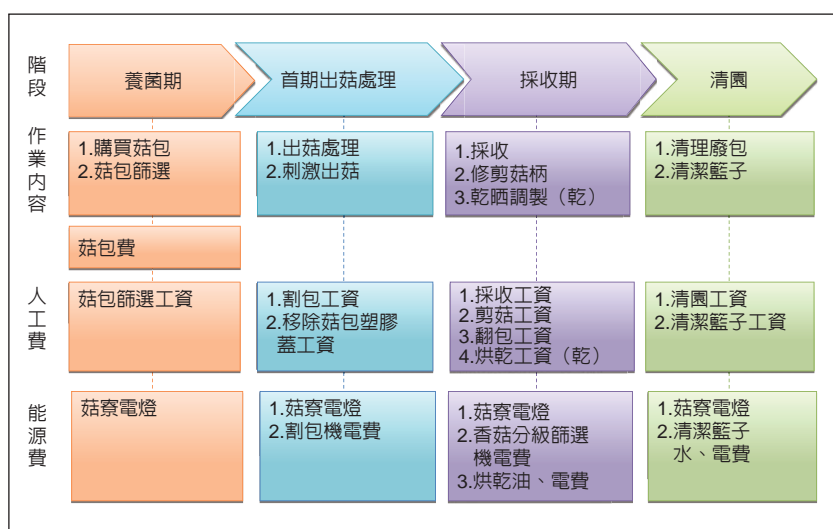 階段
養菌期
首期出菇處理
採收期
清園
作業內容
1.購買菇包
2.菇包篩選
1.出菇處理
2.刺激出菇
1.採收
2.修剪菇柄
3.乾晒調製（乾）
1.清理廢包
2.清潔籃子
菇包費
人工費
菇包篩選工資
1.割包工資
2.移除菇包塑膠
蓋工資
1.採收工資
2.剪菇工資
3.翻包工資
4.烘乾工資（乾）
1.清園工資
2.清潔籃子工資
能源費
菇寮電燈
1.菇寮電燈
2.割包機電費
1.菇寮電燈
2.香菇分級篩選
機電費
3.烘乾油、電費
1.菇寮電燈
2.清潔籃子
水、電費